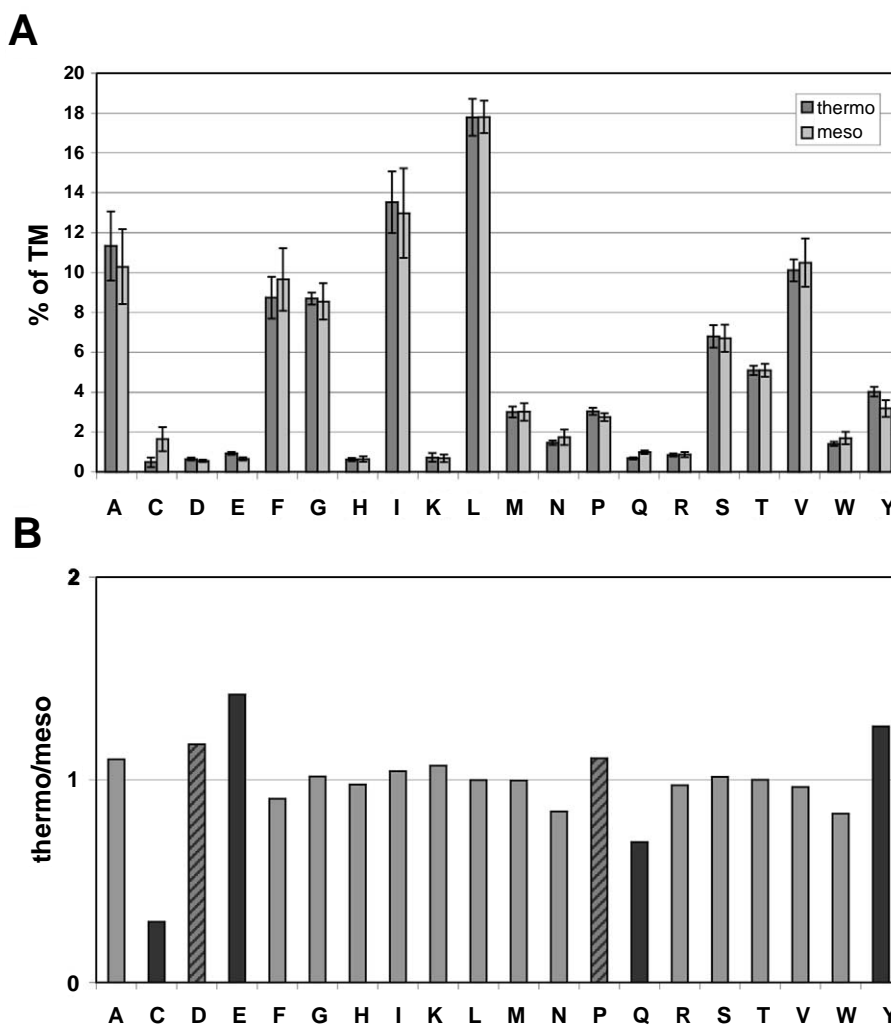 A
% of TM
20
18
16
14
12
10
8
6
4
2
0
thermo
meso
A C D E F G H I K L M N P Q R S T V W Y
B
thermo/meso
2
1
0
A C D E F G H I K L M N P Q R S T V W Y